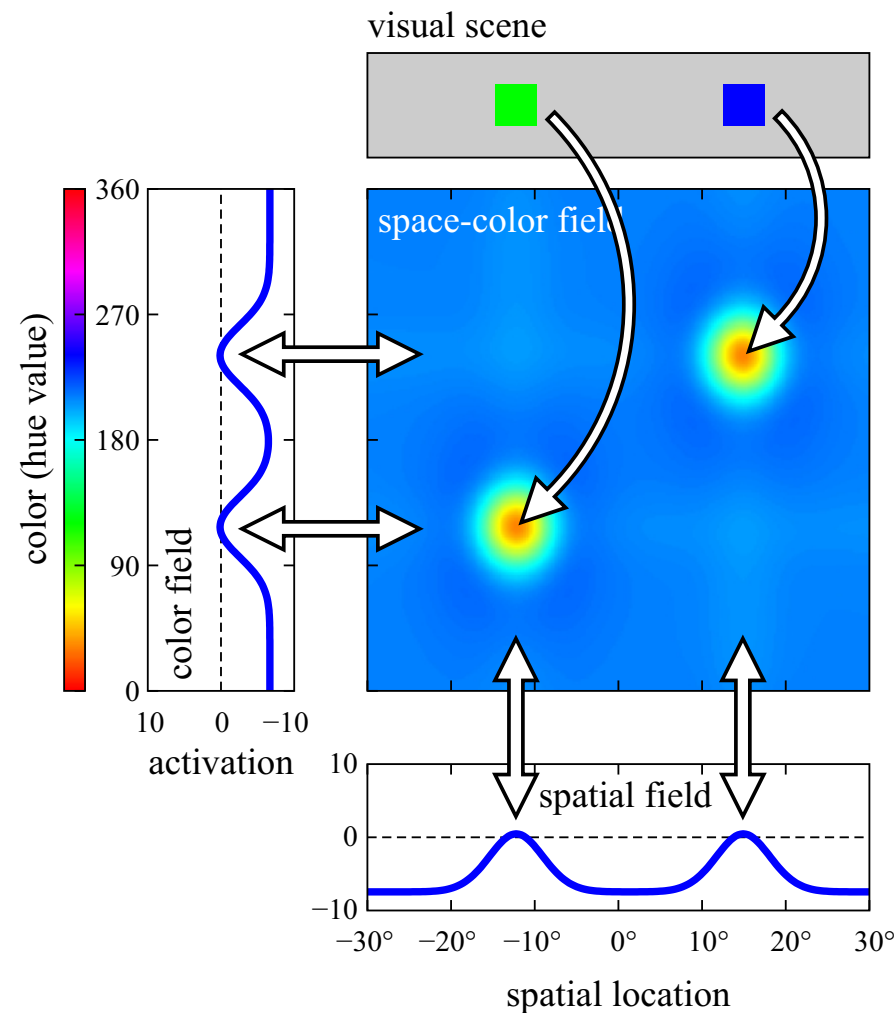 visual scene
space-color field
color (hue value)
360
270
180
90
0
color field
10 0 −10
activation
spatial field
10
0
−10
−30° −20° −10° 0° 10° 20° 30°
spatial location